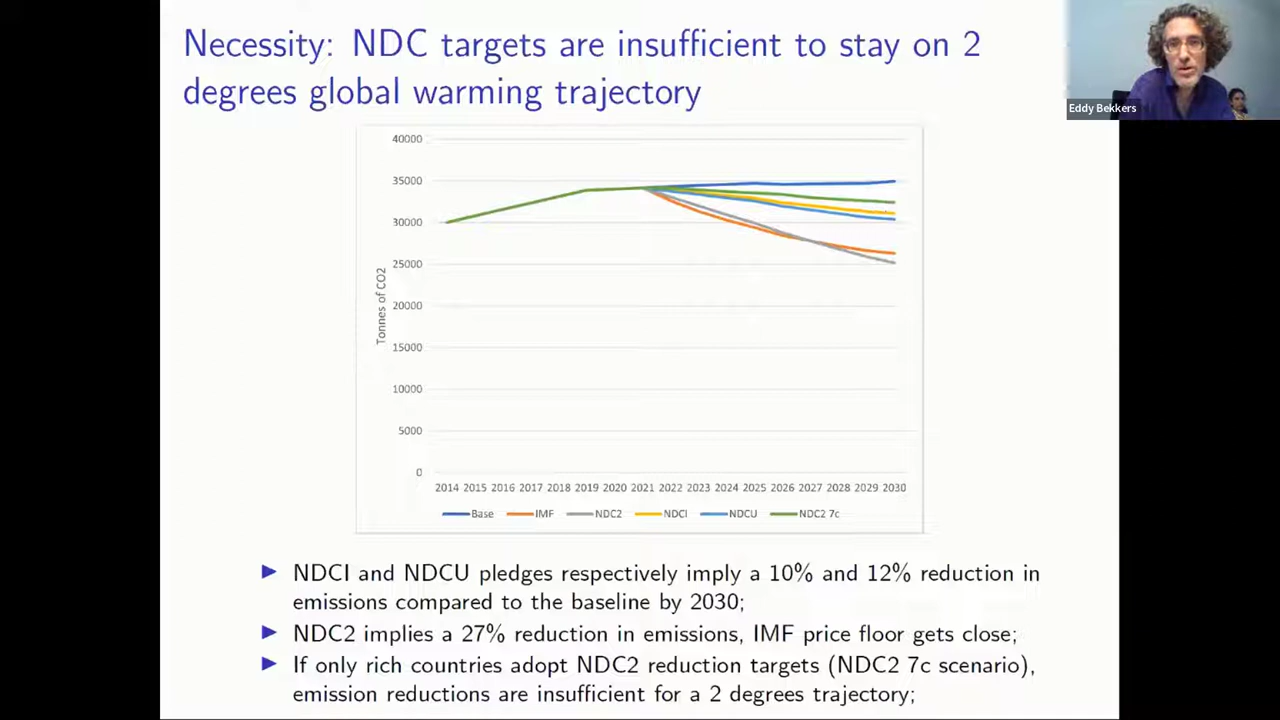 Necessity: NDC targets are insufficient to stay on 2
degrees global warming trajectory
Eddy Bekkers
40000
35000
30000
25000
20000
15000
10000
5000
0
Tonnes of CO2
2014 2015 2016 2017 2018 2019 2020 2021 2022 2023 2024 2025 2026 2027 2028 2029 2030
Base IMF NDC2 NDCI NDCU NDC2 7c
NDCI and NDCU pledges respectively imply a 10% and 12% reduction in
emissions compared to the baseline by 2030;
NDC2 implies a 27% reduction in emissions, IMF price floor gets close;
If only rich countries adopt NDC2 reduction targets (NDC2 7c scenario),
emission reductions are insufficient for a 2 degrees trajectory;